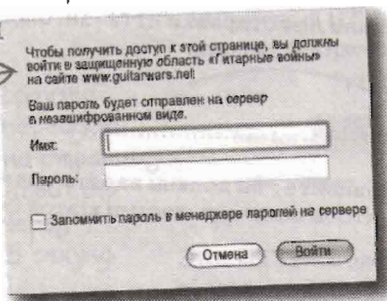 Чтобы получить доступ к этой странице, вы должны
войти в защищенную область «Гитарные войны»
на сайте www.guitarwars.net
Ваш пароль будет отправлен на сервер
в незашифрованном виде.
Имя:
Пароль:
Запомнить пароль в менеджере паролей на сервере
Отмена
Войти